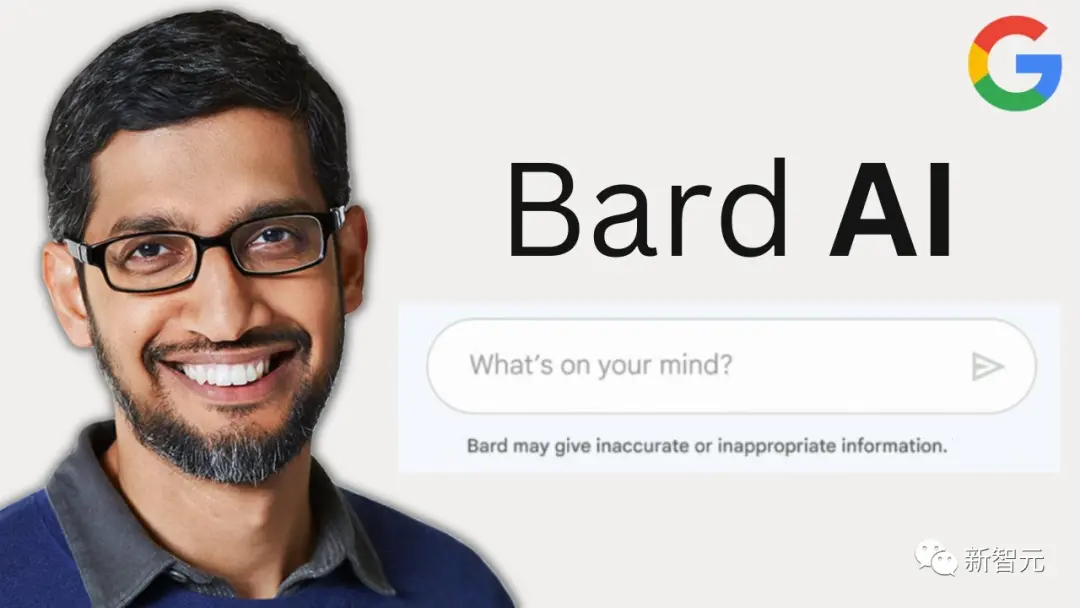 Bard AI
What's on your mind?
Bard may give inaccurate or inappropriate information.
新智元